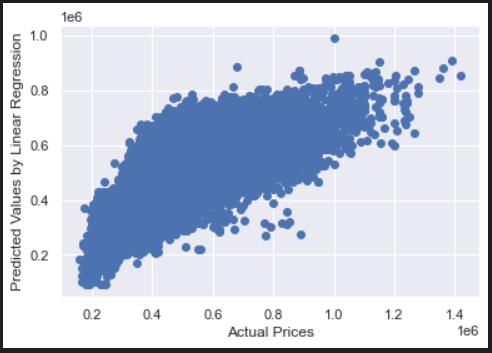 1e6
1.0
0.8
0.6
0.4
0.2
Predicted Values by Linear Regression
0.2 0.4 0.6 0.8 1.0 1.2 1.4
1e6
Actual Prices